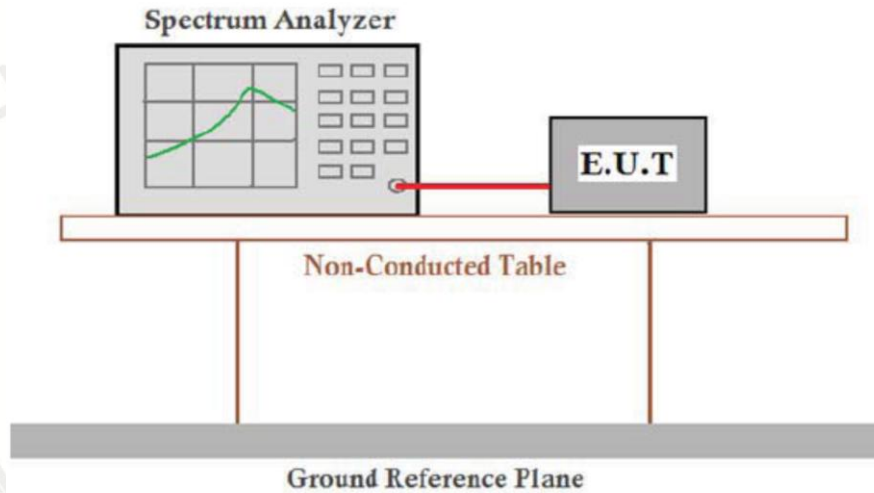 Spectrum Analyzer
E.U.T
Non-Conducted Table
Ground Reference Plane